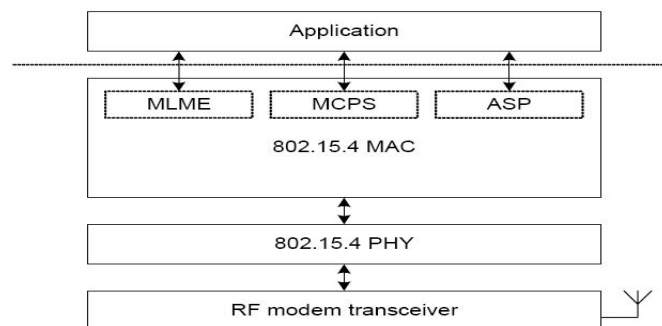 Application
MLME
MCPS
ASP
802.15.4 MAC
802.15.4 PHY
RF modem transceiver